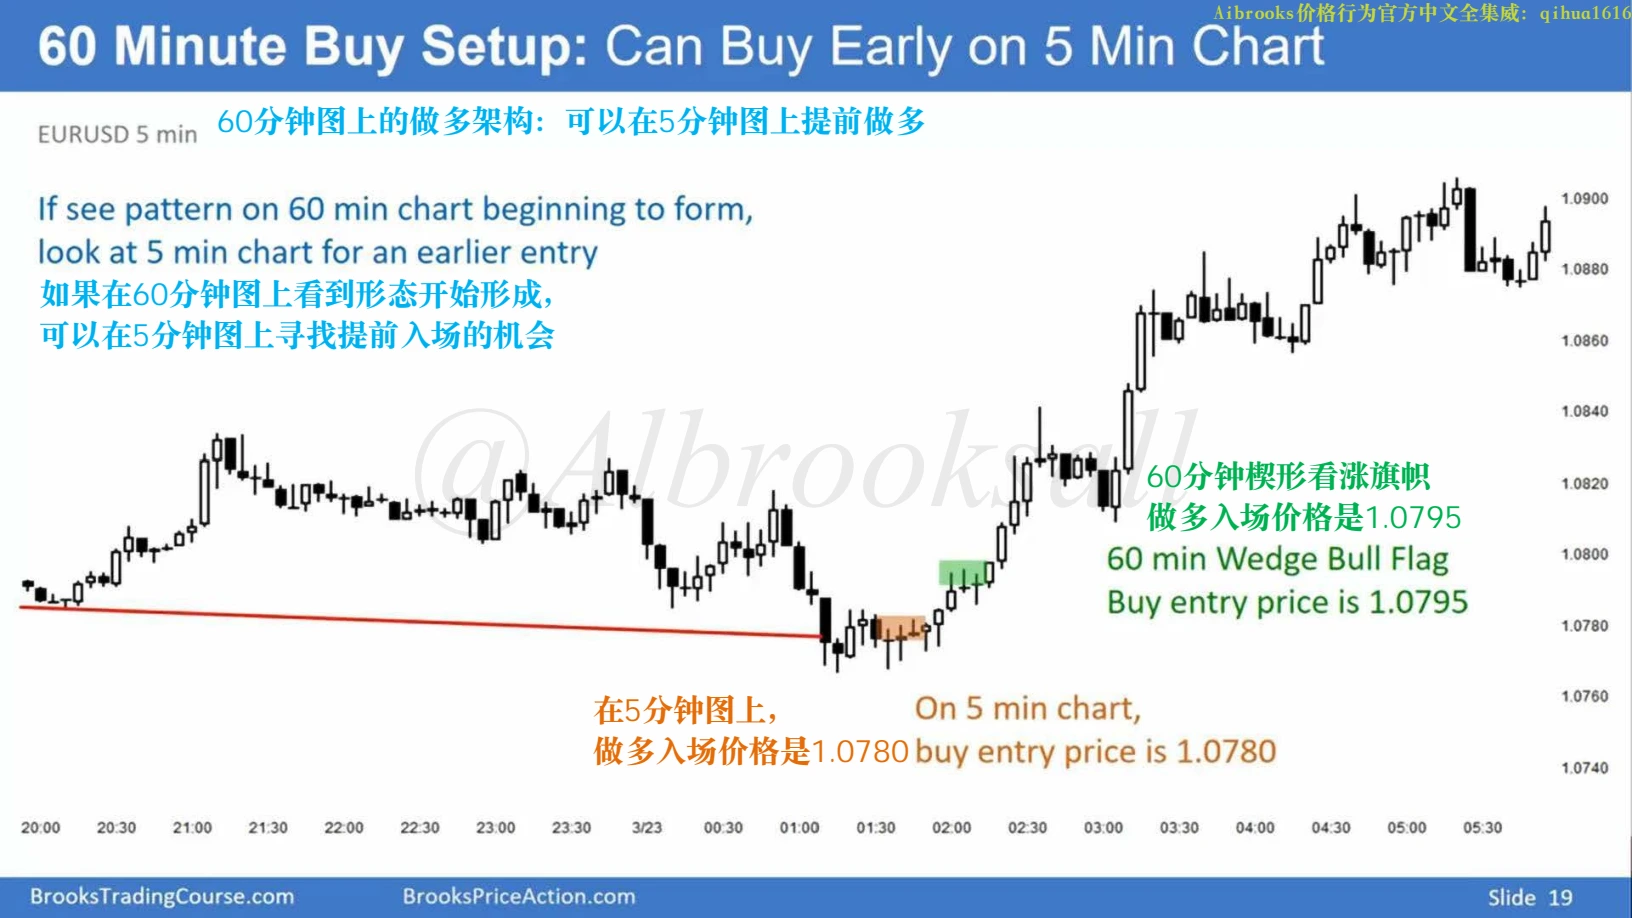 Aibrooks价格行为官方中文全集威：qihua1616
60 Minute Buy Setup: Can Buy Early on 5 Min Chart
EURUSD 5 min
60分钟图上的做多架构：可以在5分钟图上提前做多
If see pattern on 60 min chart beginning to form,
look at 5 min chart for an earlier entry
如果在60分钟图上看到形态开始形成，
可以在5分钟图上寻找提前入场的机会
@Albrooksall
1.0900
1.0880
1.0860
1.0840
1.0820
1.0800
1.0780
1.0760
1.0740
60分钟楔形看涨旗帜
做多入场价格是1.0795
60 min Wedge Bull Flag
Buy entry price is 1.0795
在5分钟图上，
做多入场价格是1.0780
On 5 min chart,
buy entry price is 1.0780
20:00 20:30 21:00 21:30 22:00 22:30 23:00 23:30 3/23 00:30 01:00 01:30 02:00 02:30 03:00 03:30 04:00 04:30 05:00 05:30
BrooksTradingCourse.com BrooksPriceAction.com Slide 19